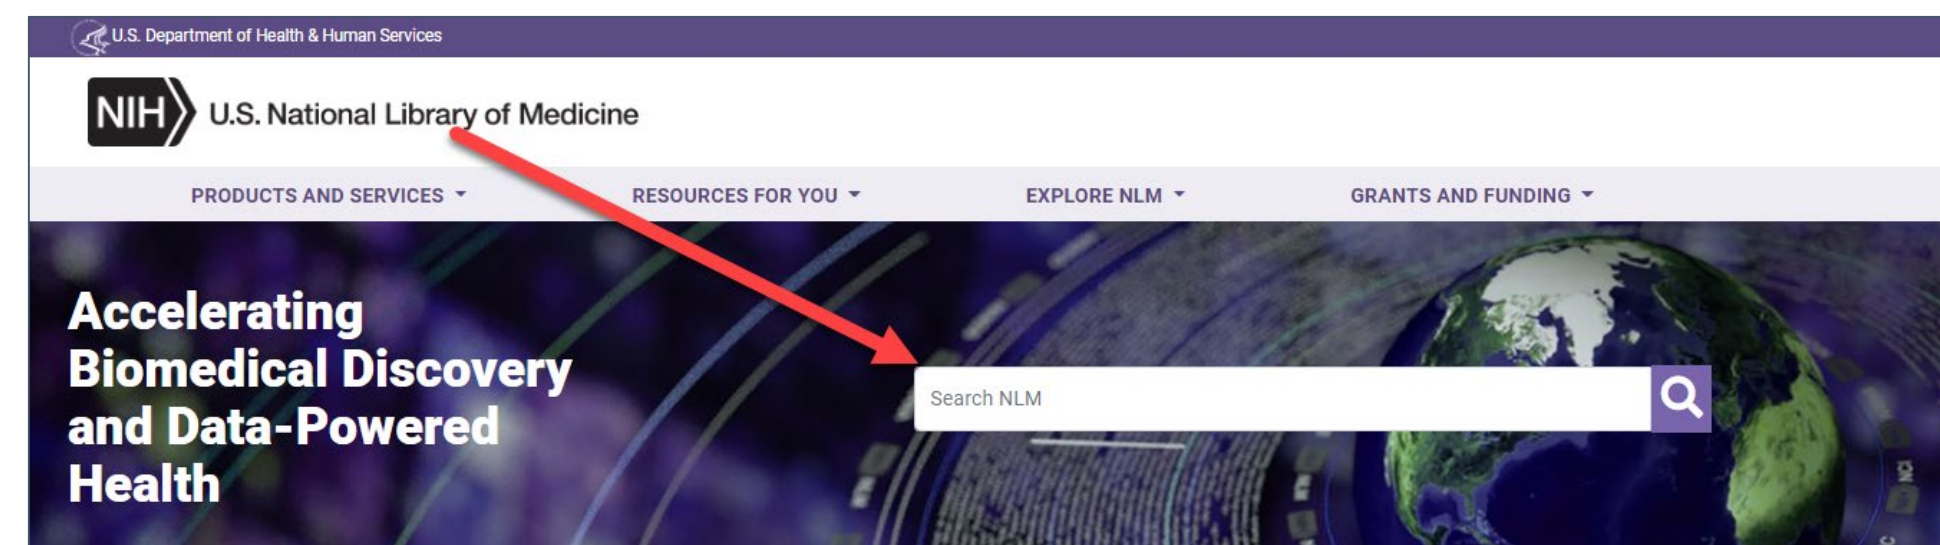 U.S. Department of Health & Human Services
NIH U.S. National Library of Medicine
PRODUCTS AND SERVICES RESOURCES FOR YOU EXPLORE NLM GRANTS AND FUNDING
Accelerating
Biomedical Discovery
and Data-Powered
Health
Search NLM
NCI